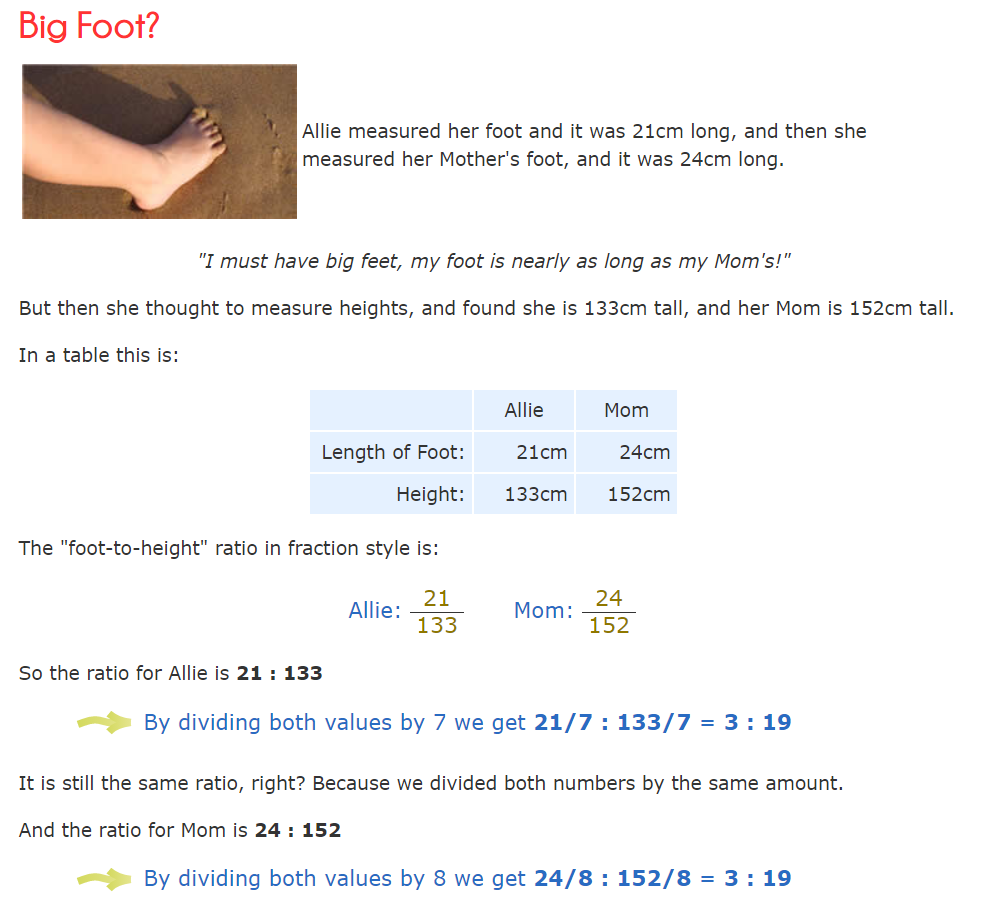 Big Foot?
Allie measured her foot and it was 21cm long, and then she
measured her Mother's foot, and it was 24cm long.
"I must have big feet, my foot is nearly as long as my Mom's!"
But then she thought to measure heights, and found she is 133cm tall, and her Mom is 152cm tall.
In a table this is:
Allie Mom
Length of Foot: 21cm 24cm
Height: 133cm 152cm
The "foot-to-height" ratio in fraction style is:
Allie: 21/133 Mom: 24/152
So the ratio for Allie is 21 : 133
By dividing both values by 7 we get 21/7 : 133/7 = 3 : 19
It is still the same ratio, right? Because we divided both numbers by the same amount.
And the ratio for Mom is 24 : 152
By dividing both values by 8 we get 24/8 : 152/8 = 3 : 19